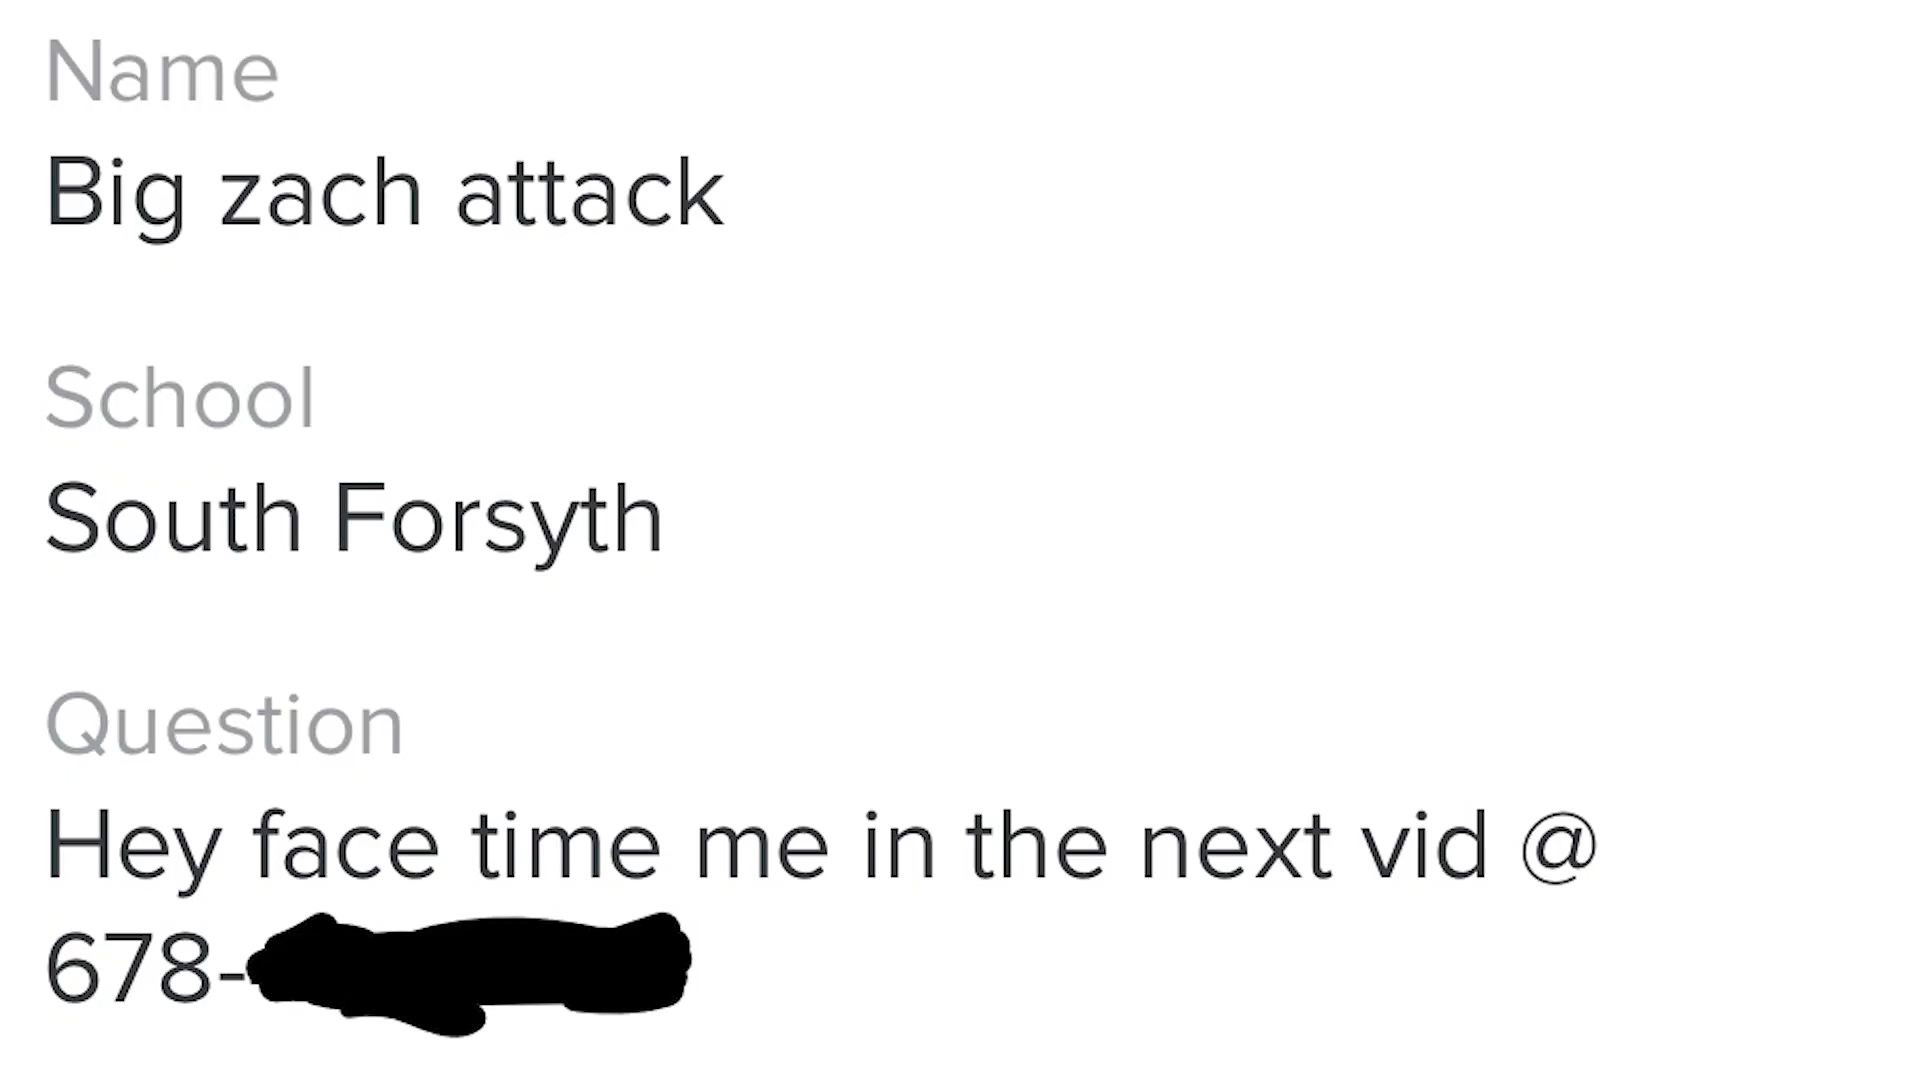 Name
Big zach attack
School
South Forsyth
Question
Hey face time me in the next vid @
678-